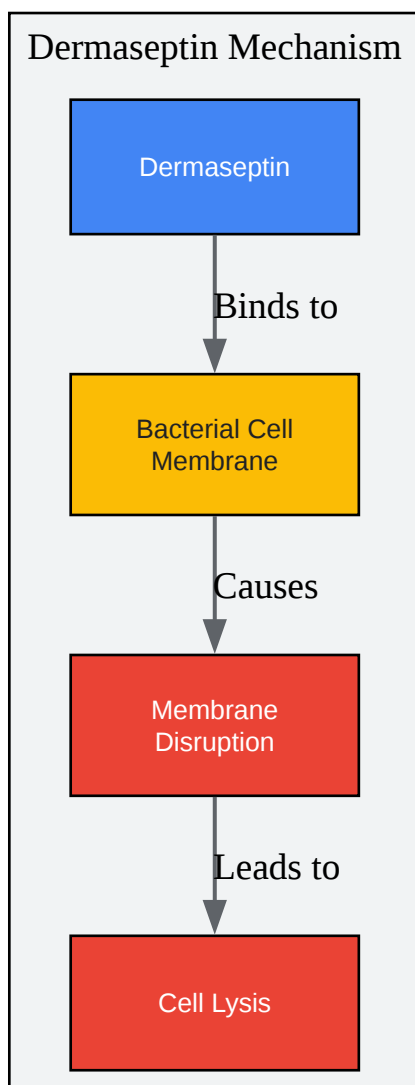 Dermaseptin Mechanism
Dermaseptin
Binds to
Bacterial Cell
Membrane
Causes
Membrane
Disruption
Leads to
Cell Lysis